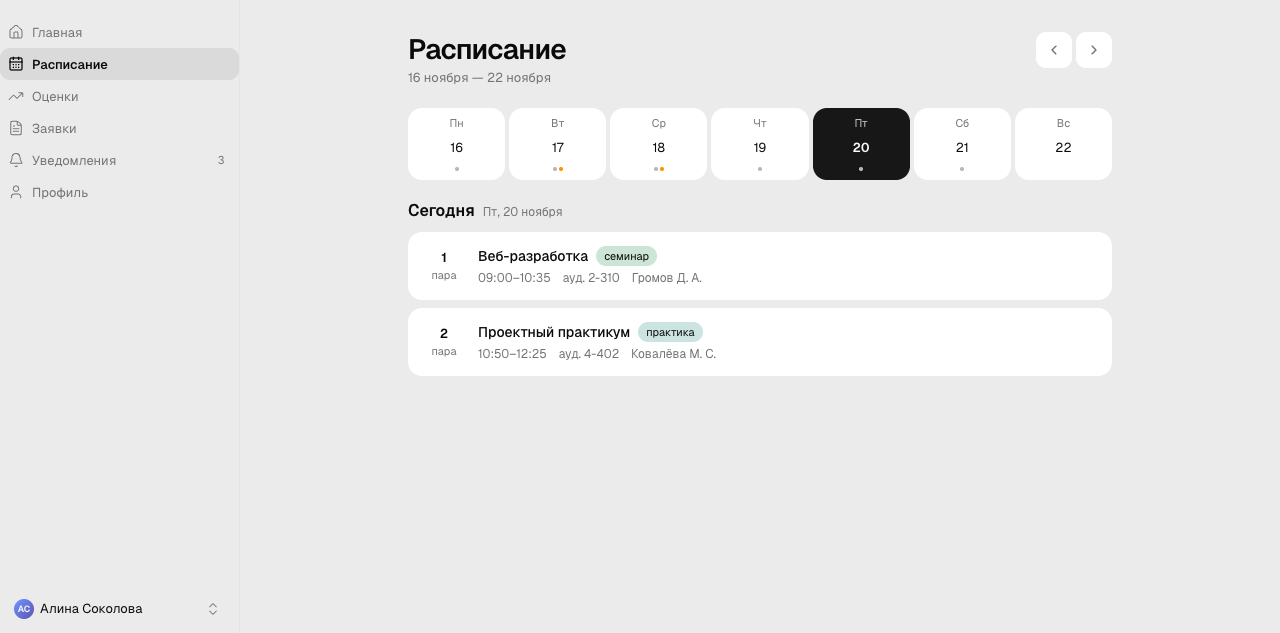 Главная
Расписание
Оценки
Заявки
Уведомления 3
Профиль
АС Алина Соколова
Расписание
16 ноября — 22 ноября
Пн Вт Ср Чт Пт Сб Вс
16 17 18 19 20 21 22
Сегодня Пт, 20 ноября
1 Веб-разработка семинар
пара 09:00–10:35 ауд. 2-310 Громов Д. А.
2 Проектный практикум практика
пара 10:50–12:25 ауд. 4-402 Ковалёва М. С.